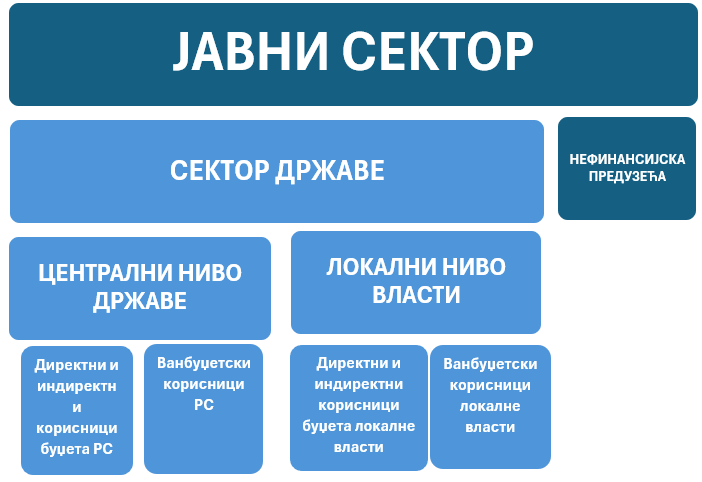 ЈАВНИ СЕКТОР
СЕКТОР ДРЖАВЕ
НЕФИНАНСИЈСКА
ПРЕДУЗЕЋА
ЦЕНТРАЛНИ НИВО
ДРЖАВЕ
ЛОКАЛНИ НИВО
ВЛАСТИ
Директни и
индиректн
и
корисници
буџета РС
Ванбуџетски
корисници
РС
Директни и
индиректни
корисници
буџета локалне
власти
Ванбуџетски
корисници
локалне
власти